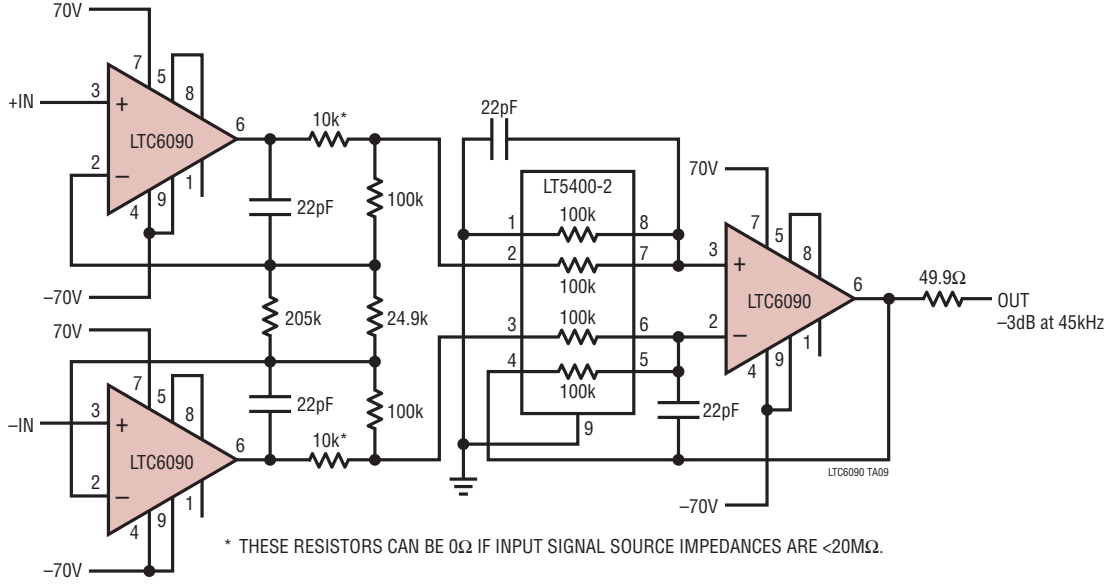 70V
7
5
8
+IN
3
+
LTC6090
6
2
–
1
4
9
–70V
10k*
22pF
100k
205k
24.9k
70V
7
5
8
–IN
3
+
LTC6090
6
2
–
1
4
9
–70V
22pF
10k*
100k
22pF
LT5400-2
100k
1
8
2
7
100k
100k
3
6
4
5
100k
9
22pF
70V
7
5
8
3
+
LTC6090
6
2
–
1
4
9
–70V
49.9Ω
OUT
–3dB at 45kHz
LTC6090 TA09
* THESE RESISTORS CAN BE 0Ω IF INPUT SIGNAL SOURCE IMPEDANCES ARE <20MΩ.